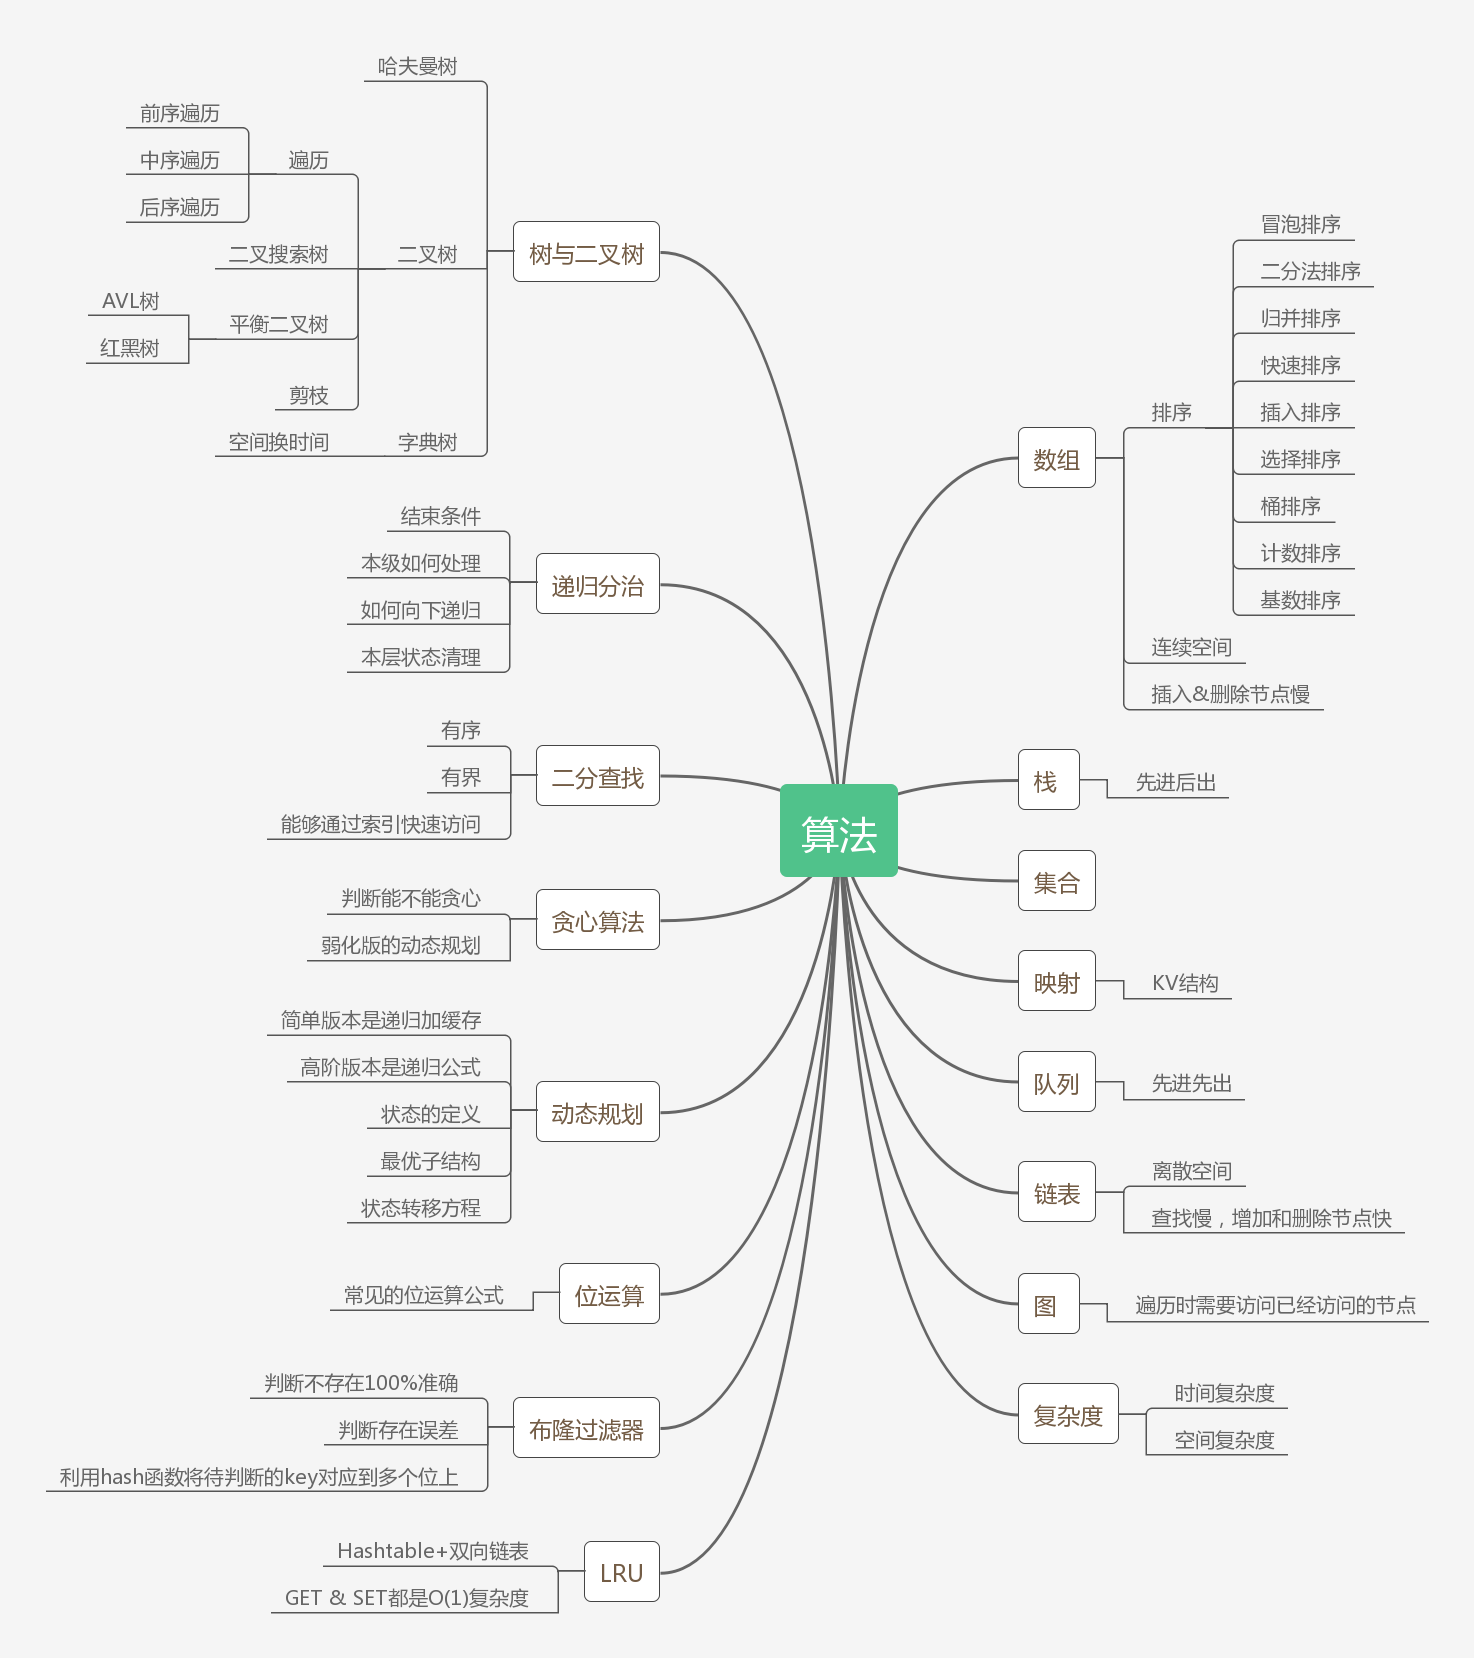 算法
树与二叉树
哈夫曼树
二叉树
遍历
前序遍历
中序遍历
后序遍历
二叉搜索树
平衡二叉树
AVL树
红黑树
剪枝
字典树
空间换时间
递归分治
结束条件
本级如何处理
如何向下递归
本层状态清理
二分查找
有序
有界
能够通过索引快速访问
贪心算法
判断能不能贪心
弱化版的动态规划
动态规划
简单版本是递归加缓存
高阶版本是递归公式
状态的定义
最优子结构
状态转移方程
位运算
常见的位运算公式
布隆过滤器
判断不存在100%准确
判断存在误差
利用hash函数将待判断的key对应到多个位上
LRU
Hashtable+双向链表
GET & SET都是O(1)复杂度
数组
排序
冒泡排序
二分法排序
归并排序
快速排序
插入排序
选择排序
桶排序
计数排序
基数排序
连续空间
插入&删除节点慢
栈
先进后出
集合
映射
KV结构
队列
先进先出
链表
离散空间
查找慢，增加和删除节点快
图
遍历时需要访问已经访问的节点
复杂度
时间复杂度
空间复杂度